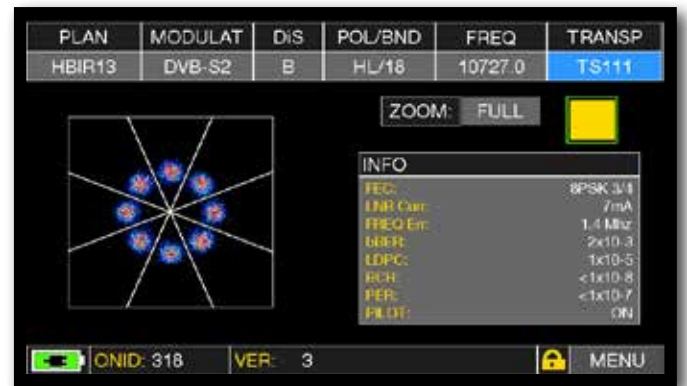 PLAN MODULAT DiS POL/BND FREQ TRANSP
HBIR13 DVB-S2 B HL/18 10727.0 TS111
ZOOM: FULL
INFO
FEC: 8PSK 3/4
LNB Curr: 7mA
FREQ Err: 1.4 Mhz
bBER: 2x10-3
LDPC: 1x10-5
BCH: <1x10-8
PER: <1x10-7
PILOT: ON
ONID: 318 VER: 3 MENU